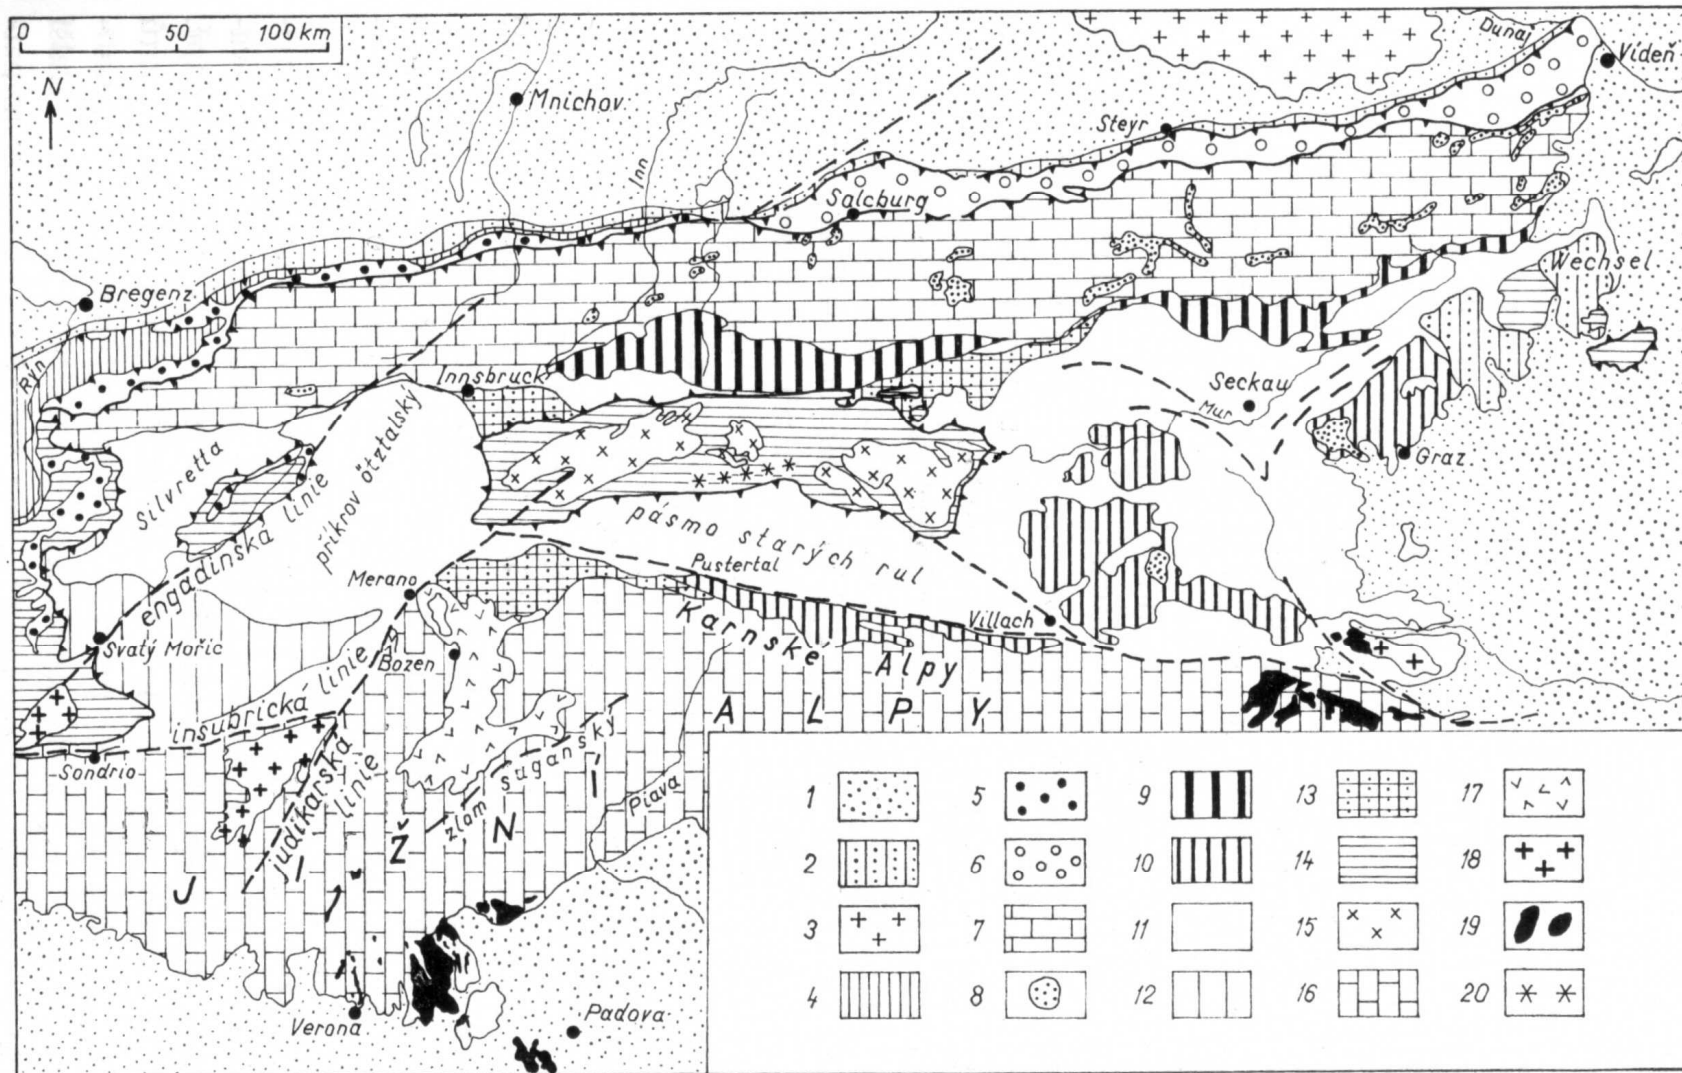 0 50 100 km
N
Mnichov
Inn
Dunaj
Vídeň
Steyr
Salcburg
Bregenz
Rýn
Innsbruck
Wechsel
Seckau
Mur
Graz
Silvretta
engadinská linie
příkrov ötztalský
pásmo starých rul
Pustertal
Merano
Villach
Karnské Alpy
Svatý Mořic
Bozen
insubrická linie
Sondrio
judikarská linie
zlom suganský
Piava
JIŽNÍ
ALPY
Verona
Padova
1 5 9 13 17
2 6 10 14 18
3 7 11 15 19
4 8 12 16 20